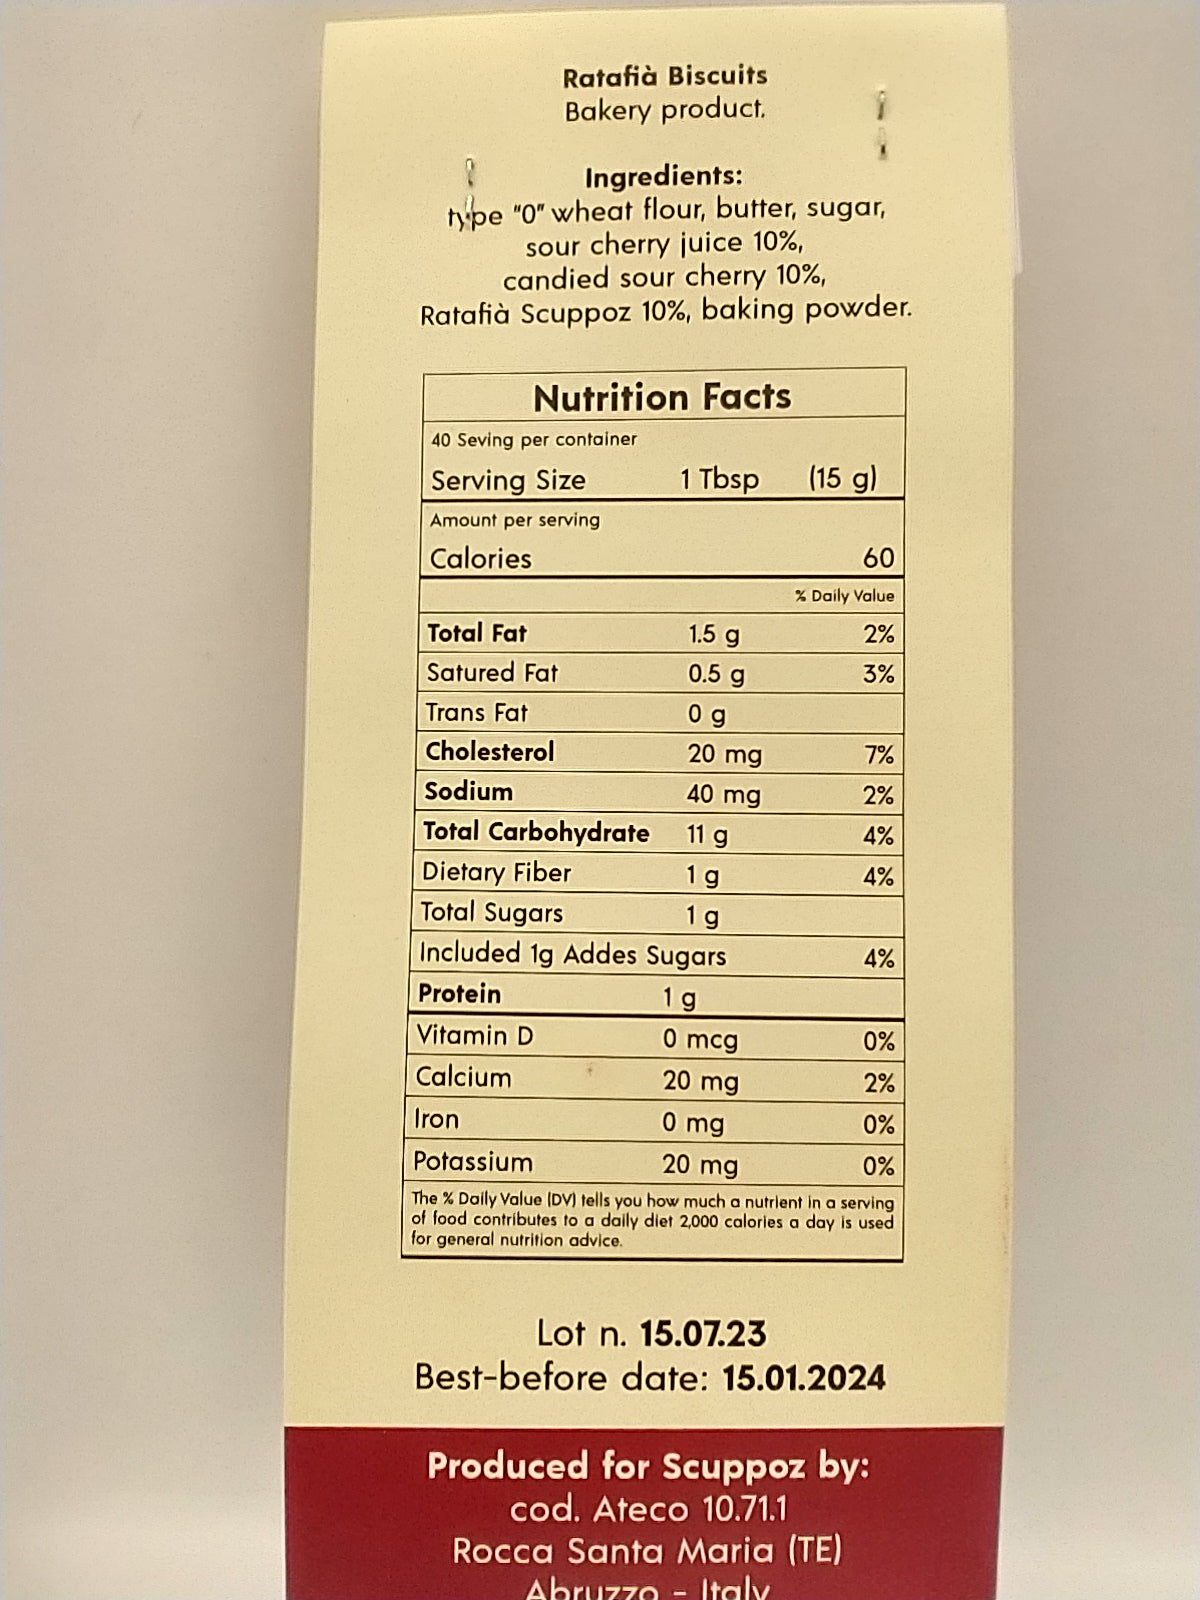 Ratafià Biscuits
Bakery product.
Ingredients:
type "0" wheat flour, butter, sugar,
sour cherry juice 10%,
candied sour cherry 10%,
Ratafià Scuppoz 10%, baking powder.
Nutrition Facts
40 Seving per container
Serving Size 1 Tbsp (15 g)
Amount per serving
Calories 60
% Daily Value
Total Fat 1.5 g 2%
Satured Fat 0.5 g 3%
Trans Fat 0 g
Cholesterol 20 mg 7%
Sodium 40 mg 2%
Total Carbohydrate 11 g 4%
Dietary Fiber 1 g 4%
Total Sugars 1 g
Included 1g Addes Sugars 4%
Protein 1 g
Vitamin D 0 mcg 0%
Calcium 20 mg 2%
Iron 0 mg 0%
Potassium 20 mg 0%
The % Daily Value (DV) tells you how much a nutrient in a serving
of food contributes to a daily diet 2,000 calories a day is used
for general nutrition advice.
Lot n. 15.07.23
Best-before date: 15.01.2024
Produced for Scuppoz by:
cod. Ateco 10.71.1
Rocca Santa Maria (TE)
Abruzzo - Italy